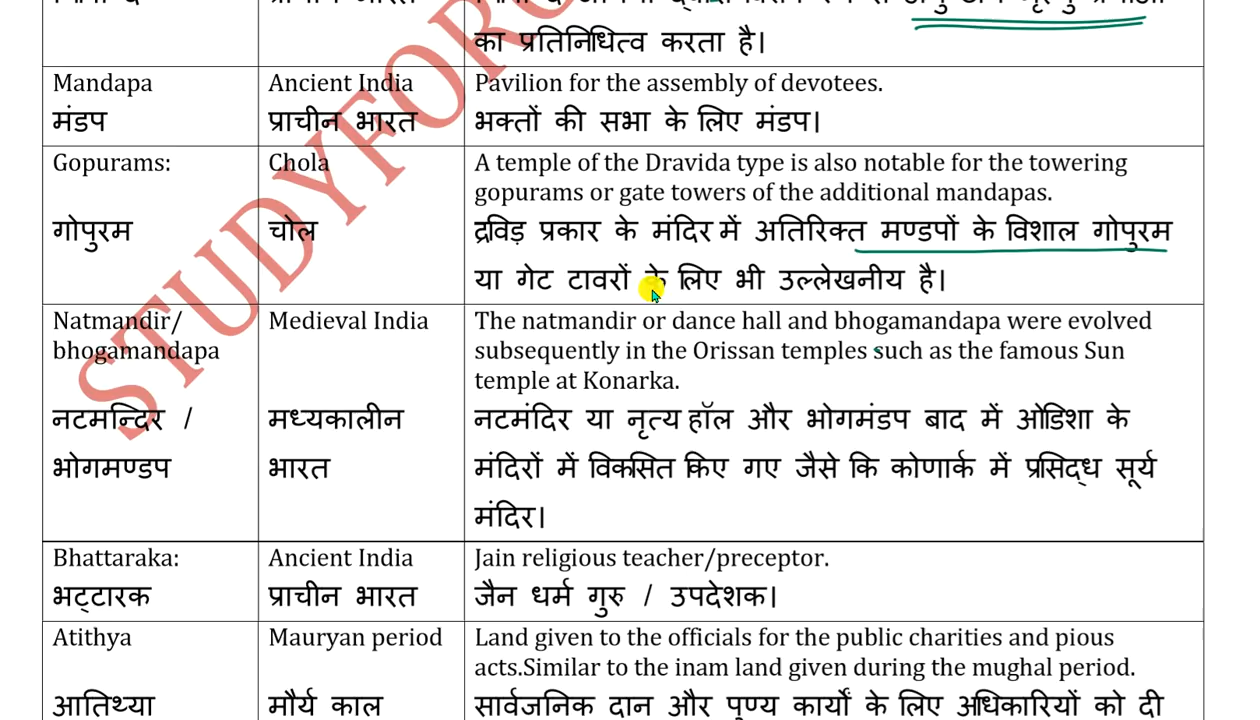 का प्रतिनिधित्व करता है।
Mandapa
मंडप
Ancient India
प्राचीन भारत
Pavilion for the assembly of devotees.
भक्तों की सभा के लिए मंडप।
Gopurams:
गोपुरम
Chola
चोल
A temple of the Dravida type is also notable for the towering
gopurams or gate towers of the additional mandapas.
द्रविड़ प्रकार के मंदिर में अतिरिक्त मण्डपों के विशाल गोपुरम
या गेट टावरों के लिए भी उल्लेखनीय है।
Natmandir/
bhogamandapa
नटमन्दिर /
भोगमण्डप
Medieval India
मध्यकालीन
भारत
The natmandir or dance hall and bhogamandapa were evolved
subsequently in the Orissan temples such as the famous Sun
temple at Konarka.
नटमंदिर या नृत्य हॉल और भोगमंडप बाद में ओडिशा के
मंदिरों में विकसित किए गए जैसे कि कोणार्क में प्रसिद्ध सूर्य
मंदिर।
Bhattaraka:
भट्टारक
Ancient India
प्राचीन भारत
Jain religious teacher/preceptor.
जैन धर्म गुरु / उपदेशक।
Atithya
आतिथ्या
Mauryan period
मौर्य काल
Land given to the officials for the public charities and pious
acts.Similar to the inam land given during the mughal period.
सार्वजनिक दान और पुण्य कार्यों के लिए अधिकारियों को दी
STUDYFOR